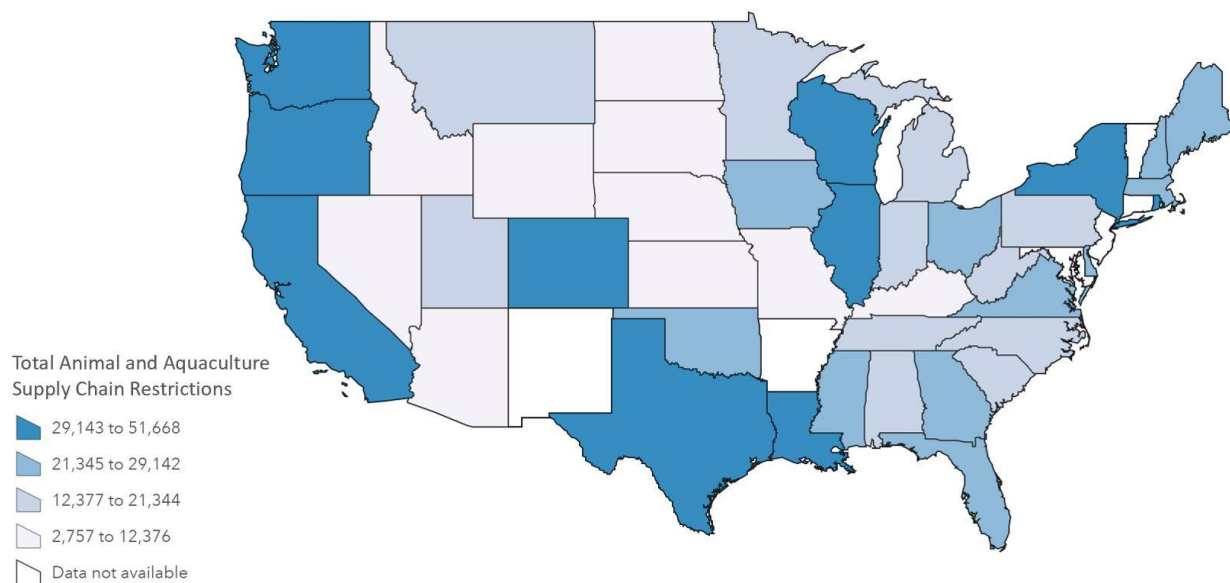 Total Animal and Aquaculture
Supply Chain Restrictions
29,143 to 51,668
21,345 to 29,142
12,377 to 21,344
2,757 to 12,376
Data not available